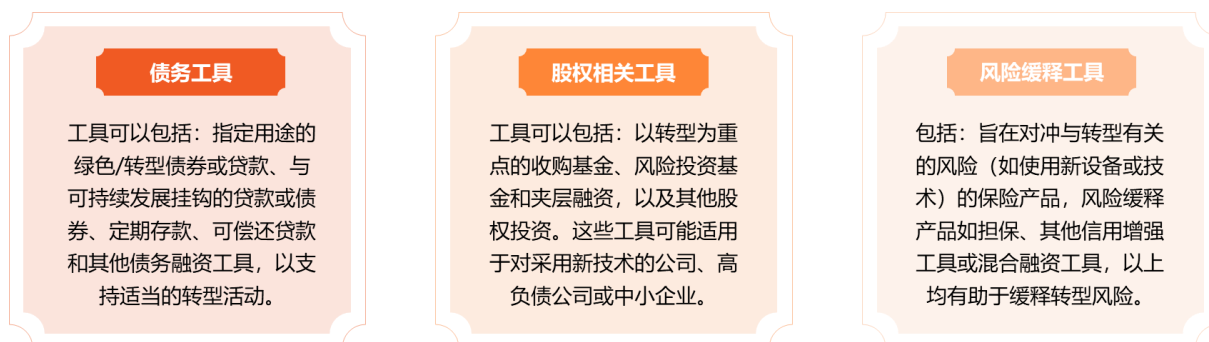 债务工具
工具可以包括：指定用途的
绿色/转型债券或贷款、与
可持续发展挂钩的贷款或债
券、定期存款、可偿还贷款
和其他债务融资工具，以支
持适当的转型活动。
股权相关工具
工具可以包括：以转型为重
点的收购基金、风险投资基
金和夹层融资，以及其他股
权投资。这些工具可能适用
于对采用新技术的公司、高
负债公司或中小企业。
风险缓释工具
包括：旨在对冲与转型有关
的风险（如使用新设备或技
术）的保险产品，风险缓释
产品如担保、其他信用增强
工具或混合融资工具，以上
均有助于缓释转型风险。